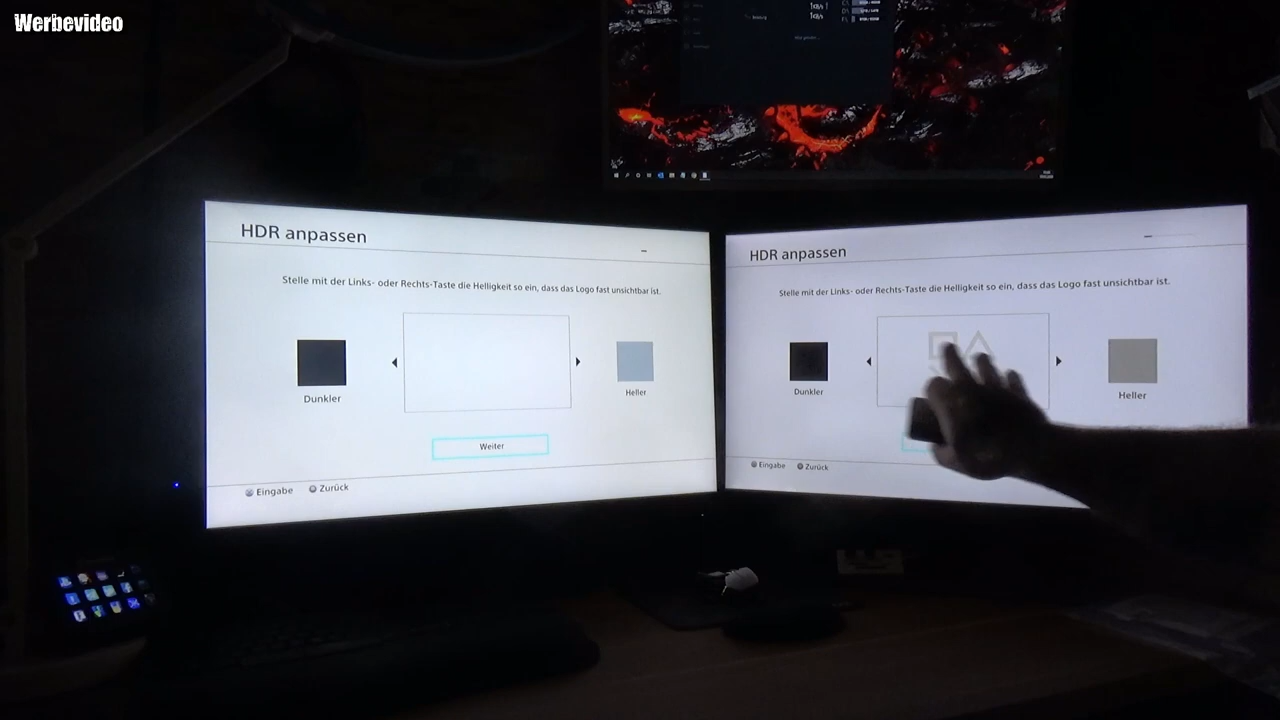 Werbevideo
HDR anpassen
Stelle mit der Links- oder Rechts-Taste die Helligkeit so ein, dass das Logo fast unsichtbar ist.
Dunkler
Heller
Weiter
Eingabe
Zurück
HDR anpassen
Stelle mit der Links- oder Rechts-Taste die Helligkeit so ein, dass das Logo fast unsichtbar ist.
Dunkler
Heller
Eingabe
Zurück